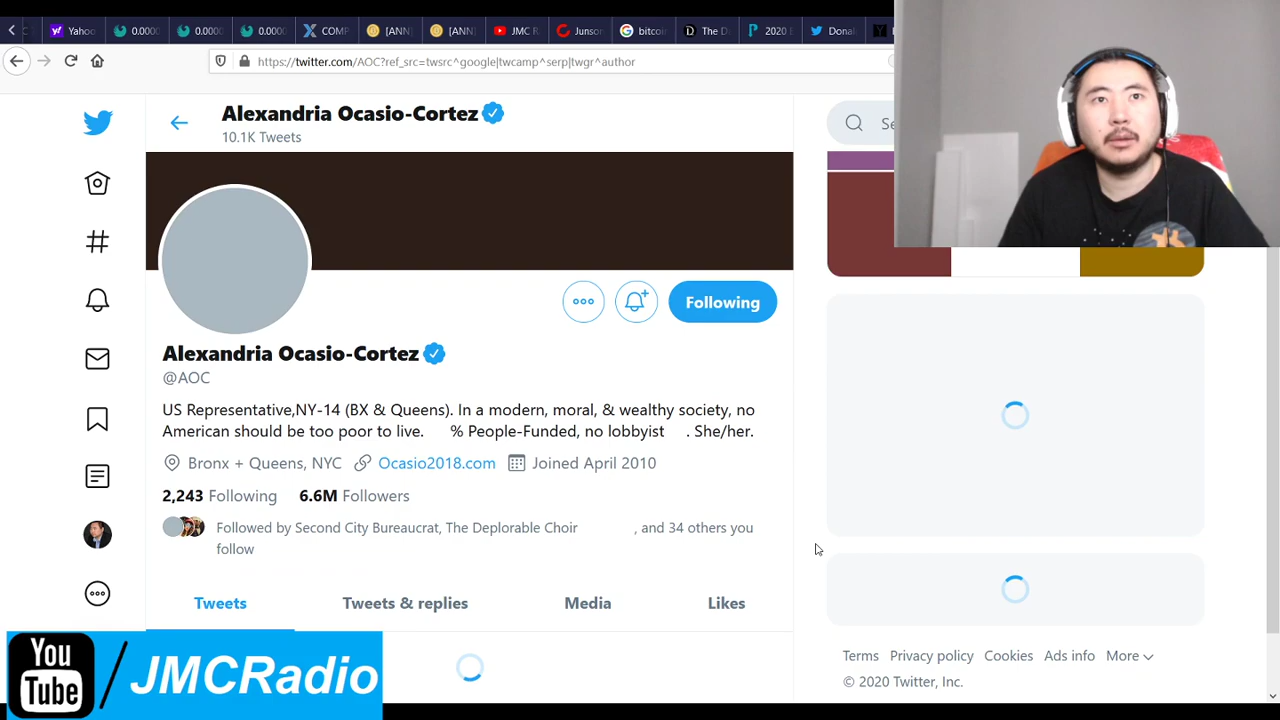 Yahoo
0.0000
0.0000
0.0000
COMP
[ANN]
[ANN]
JMC R
Junson
bitcoi
The D
2020 E
Donal
https://twitter.com/AOC?ref_src=twsrc^google|twcamp^serp|twgr^author
Alexandria Ocasio-Cortez
10.1K Tweets
Se
Following
Alexandria Ocasio-Cortez
@AOC
US Representative,NY-14 (BX & Queens). In a modern, moral, & wealthy society, no
American should be too poor to live. % People-Funded, no lobbyist . She/her.
Bronx + Queens, NYC Ocasio2018.com Joined April 2010
2,243 Following 6.6M Followers
Followed by Second City Bureaucrat, The Deplorable Choir , and 34 others you
follow
Tweets Tweets & replies Media Likes
Terms Privacy policy Cookies Ads info More
© 2020 Twitter, Inc.
You
Tube
/JMCRadio